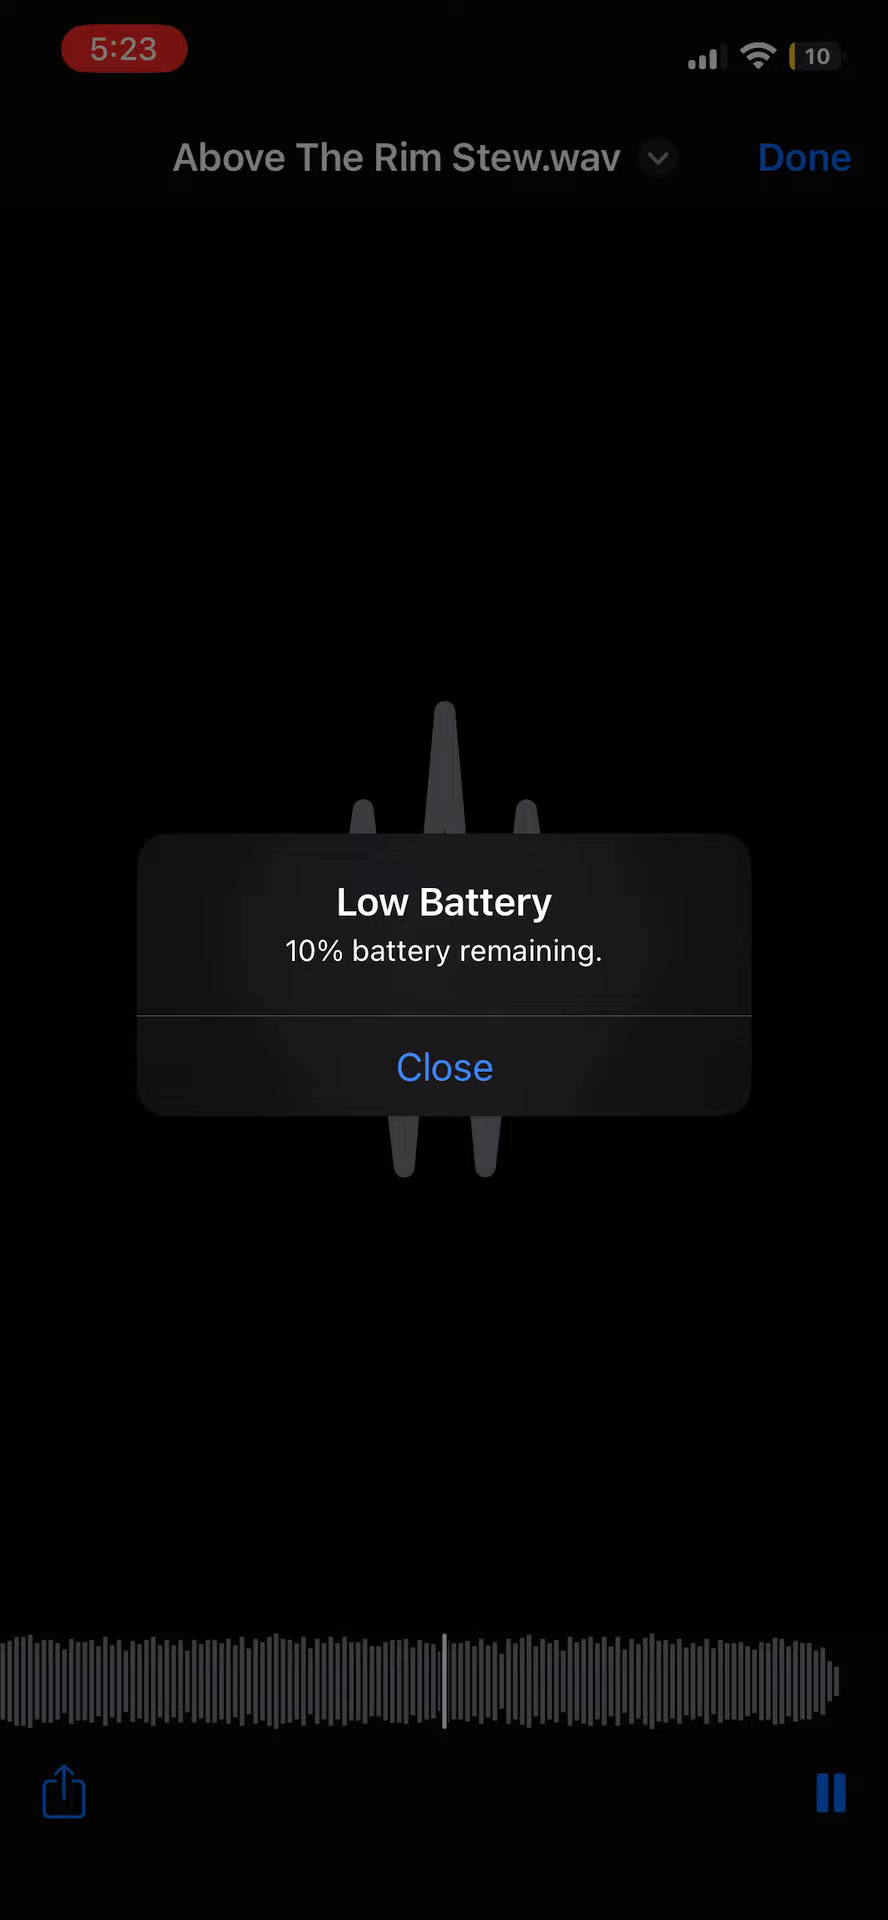 5:23
10
Above The Rim Stew.wav
Done
Low Battery
10% battery remaining.
Close